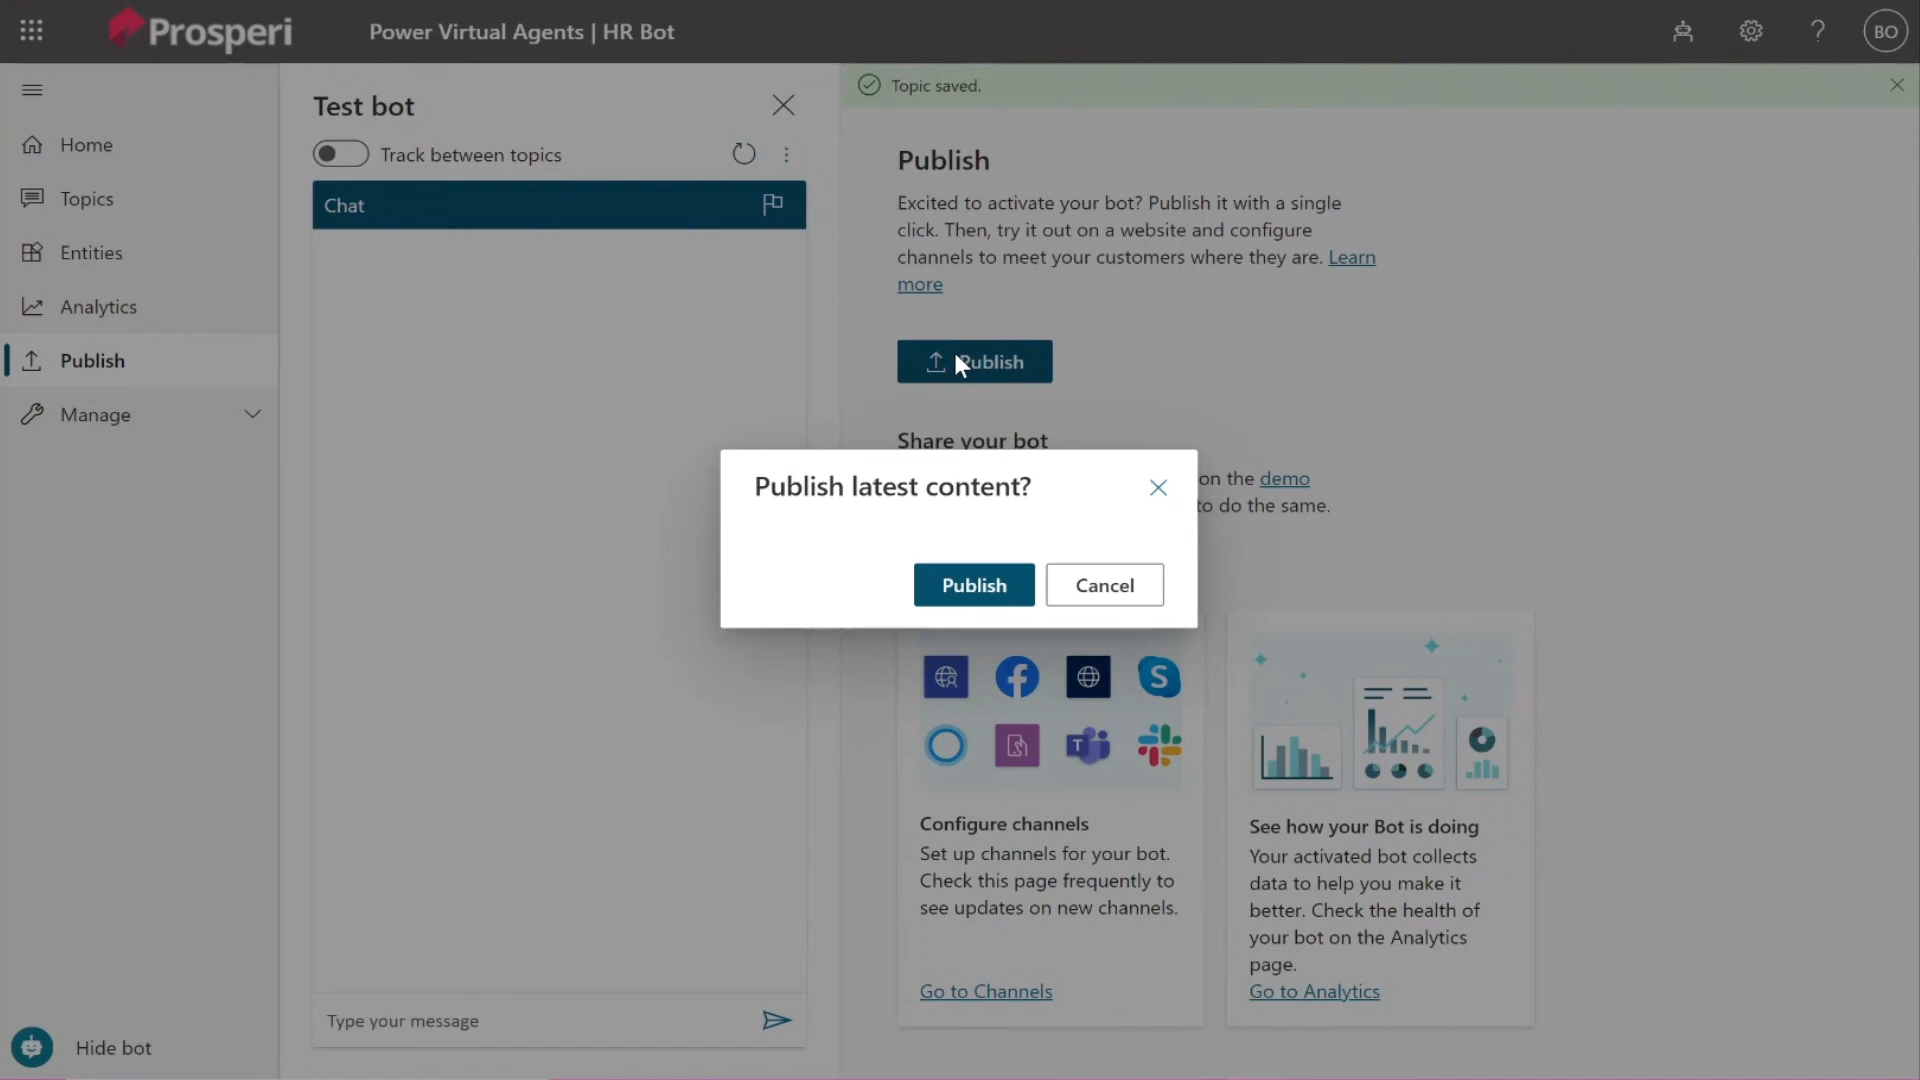 Prosperi
Power Virtual Agents | HR Bot
BO
Home
Topics
Entities
Analytics
Publish
Manage
Hide bot
Test bot
Track between topics
Chat
Type your message
Topic saved.
Publish
Excited to activate your bot? Publish it with a single
click. Then, try it out on a website and configure
channels to meet your customers where they are. Learn
more
Publish
Share your bot
on the demo
to do the same.
Publish latest content?
Publish
Cancel
S
T
Configure channels
Set up channels for your bot.
Check this page frequently to
see updates on new channels.
Go to Channels
See how your Bot is doing
Your activated bot collects
data to help you make it
better. Check the health of
your bot on the Analytics
page.
Go to Analytics